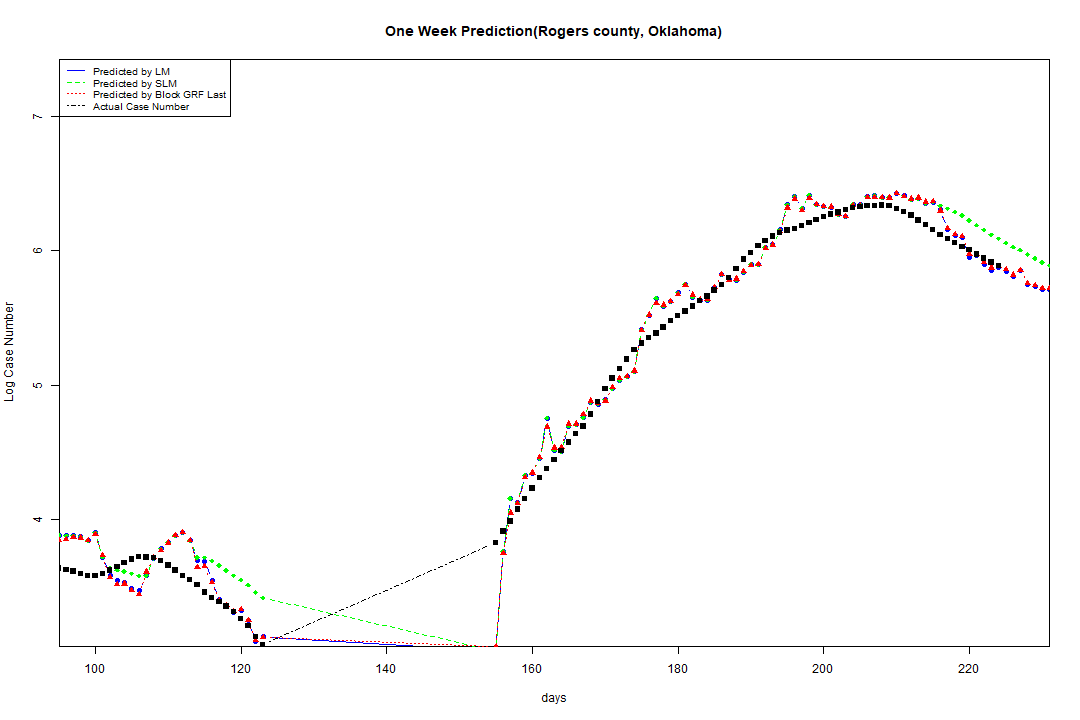 One Week Prediction(Rogers county, Oklahoma)
Predicted by LM
Predicted by SLM
Predicted by Block GRF Last
Actual Case Number
7
6
5
4
Log Case Number
100 120 140 160 180 200 220
days